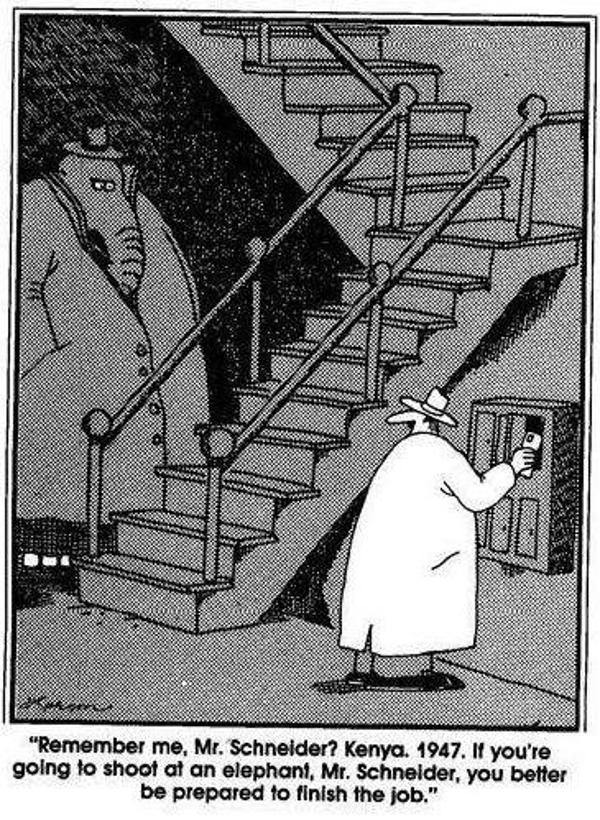 Larson
"Remember me, Mr. Schneider? Kenya. 1947. If you're
going to shoot at an elephant, Mr. Schneider, you better
be prepared to finish the job."